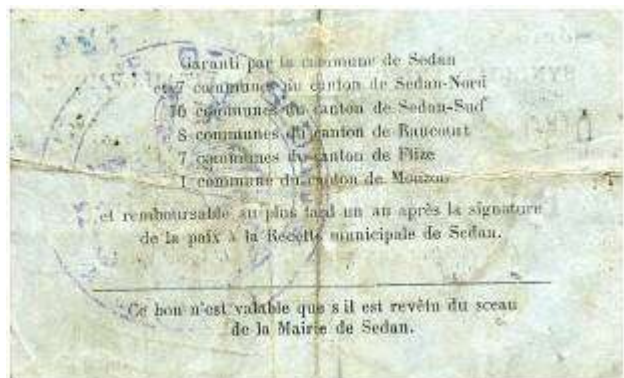 Garanti par la commune de Sedan
et 7 communes du canton de Sedan-Nord
16 communes du canton de Sedan-Sud
8 communes du canton de Raucourt
7 communes du canton de Flize
1 commune du canton de Mouzon
et remboursable au plus tard un an après la signature
de la paix à la Recette municipale de Sedan.
Ce bon n'est valable que s'il est revêtu du sceau
de la Mairie de Sedan.